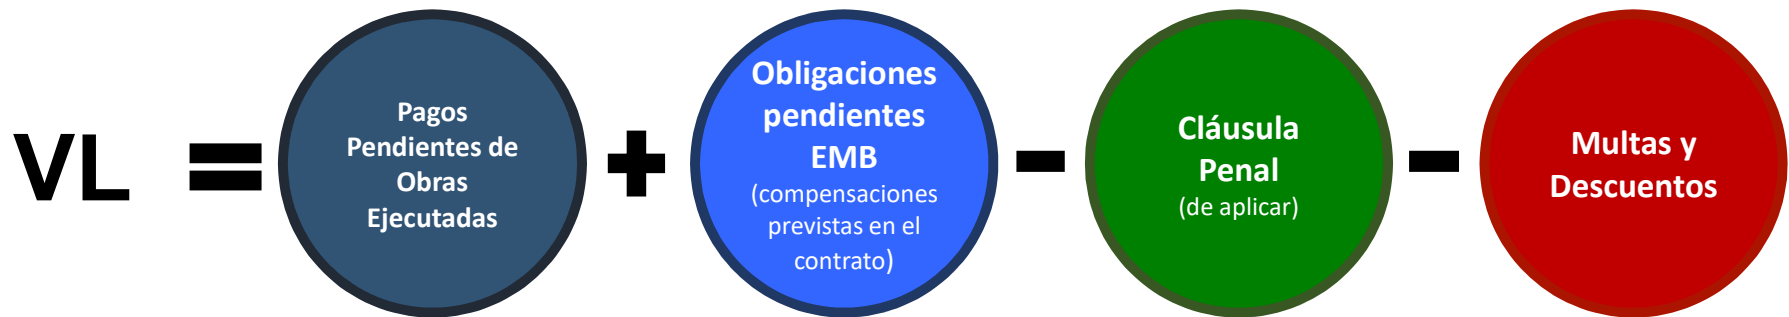 VL =
Pagos
Pendientes de
Obras
Ejecutadas
+
Obligaciones
pendientes
EMB
(compensaciones
previstas en el
contrato)
-
Cláusula
Penal
(de aplicar)
-
Multas y
Descuentos